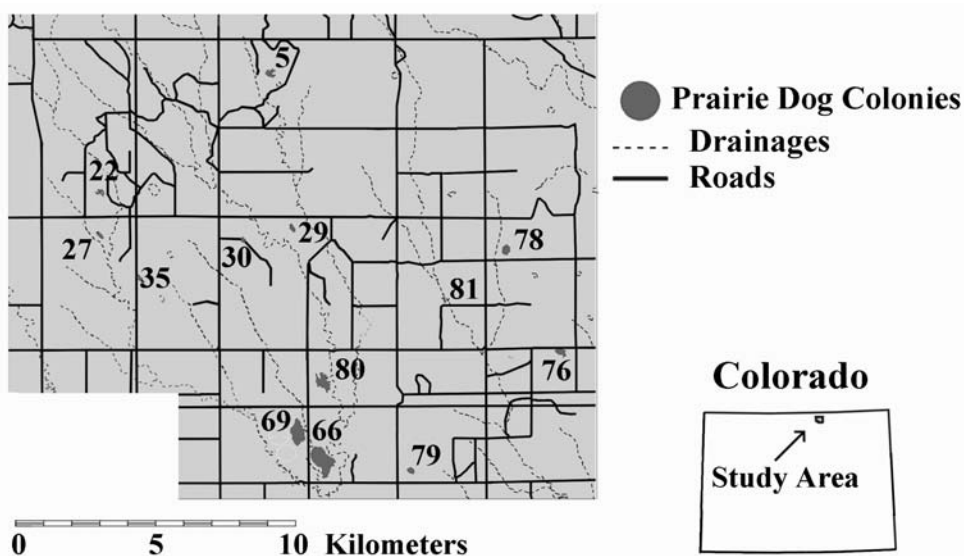 5
22
27
35
30
29
78
81
80
76
69
66
79
Prairie Dog Colonies
Drainages
Roads
Colorado
Study Area
0 5 10 Kilometers